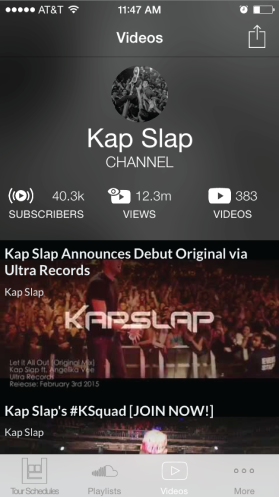 AT&T 11:47 AM
Videos
Kap Slap
CHANNEL
40.3k 12.3m 383
SUBSCRIBERS VIEWS VIDEOS
Kap Slap Announces Debut Original via
Ultra Records
Kap Slap
KAPSLAP
Let It All Out (Original Mix)
Kap Slap ft. Angelika Vee
Ultra Records
Release: February 3rd 2015
Kap Slap's #KSquad [JOIN NOW!]
Kap Slap
Tour Schedules Playlists Videos More